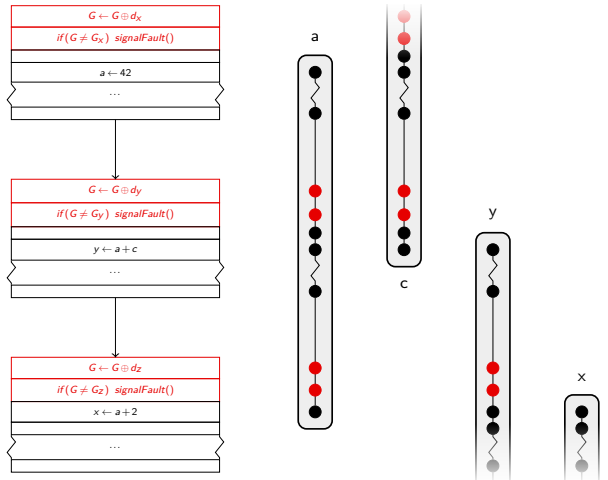 G ← G ⊕ dx
if(G ≠ Gx) signalFault()
a ← 42
...
G ← G ⊕ dy
if(G ≠ Gy) signalFault()
y ← a + c
...
G ← G ⊕ dz
if(G ≠ Gz) signalFault()
x ← a + 2
...
a
c
y
x